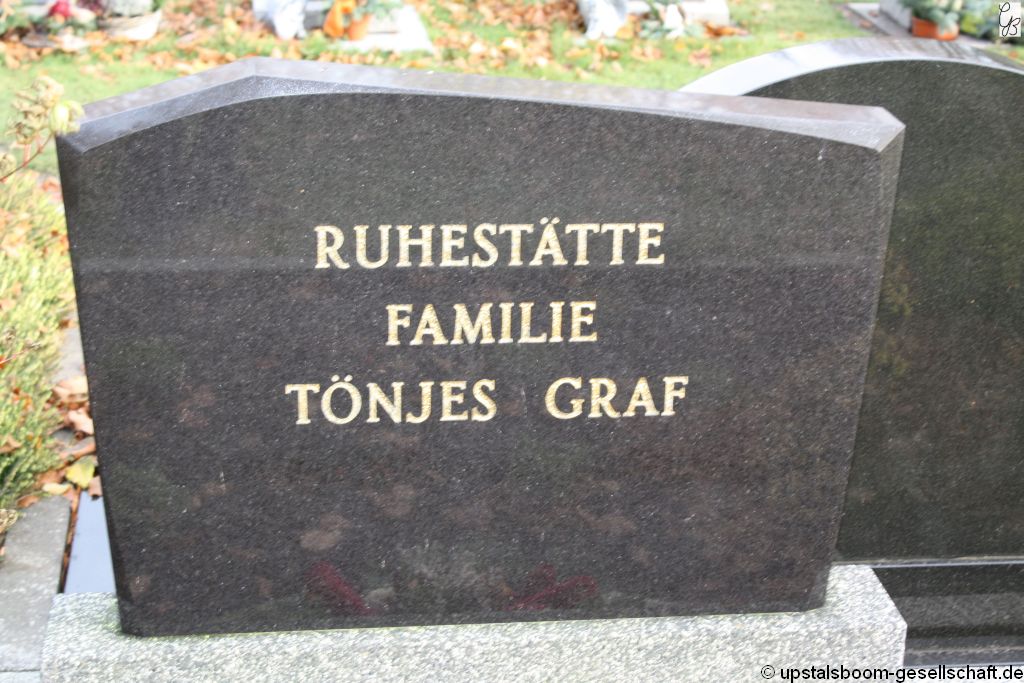 RUHESTÄTTE
FAMILIE
TÖNJES GRAF
© upstalsboom-gesellschaft.de